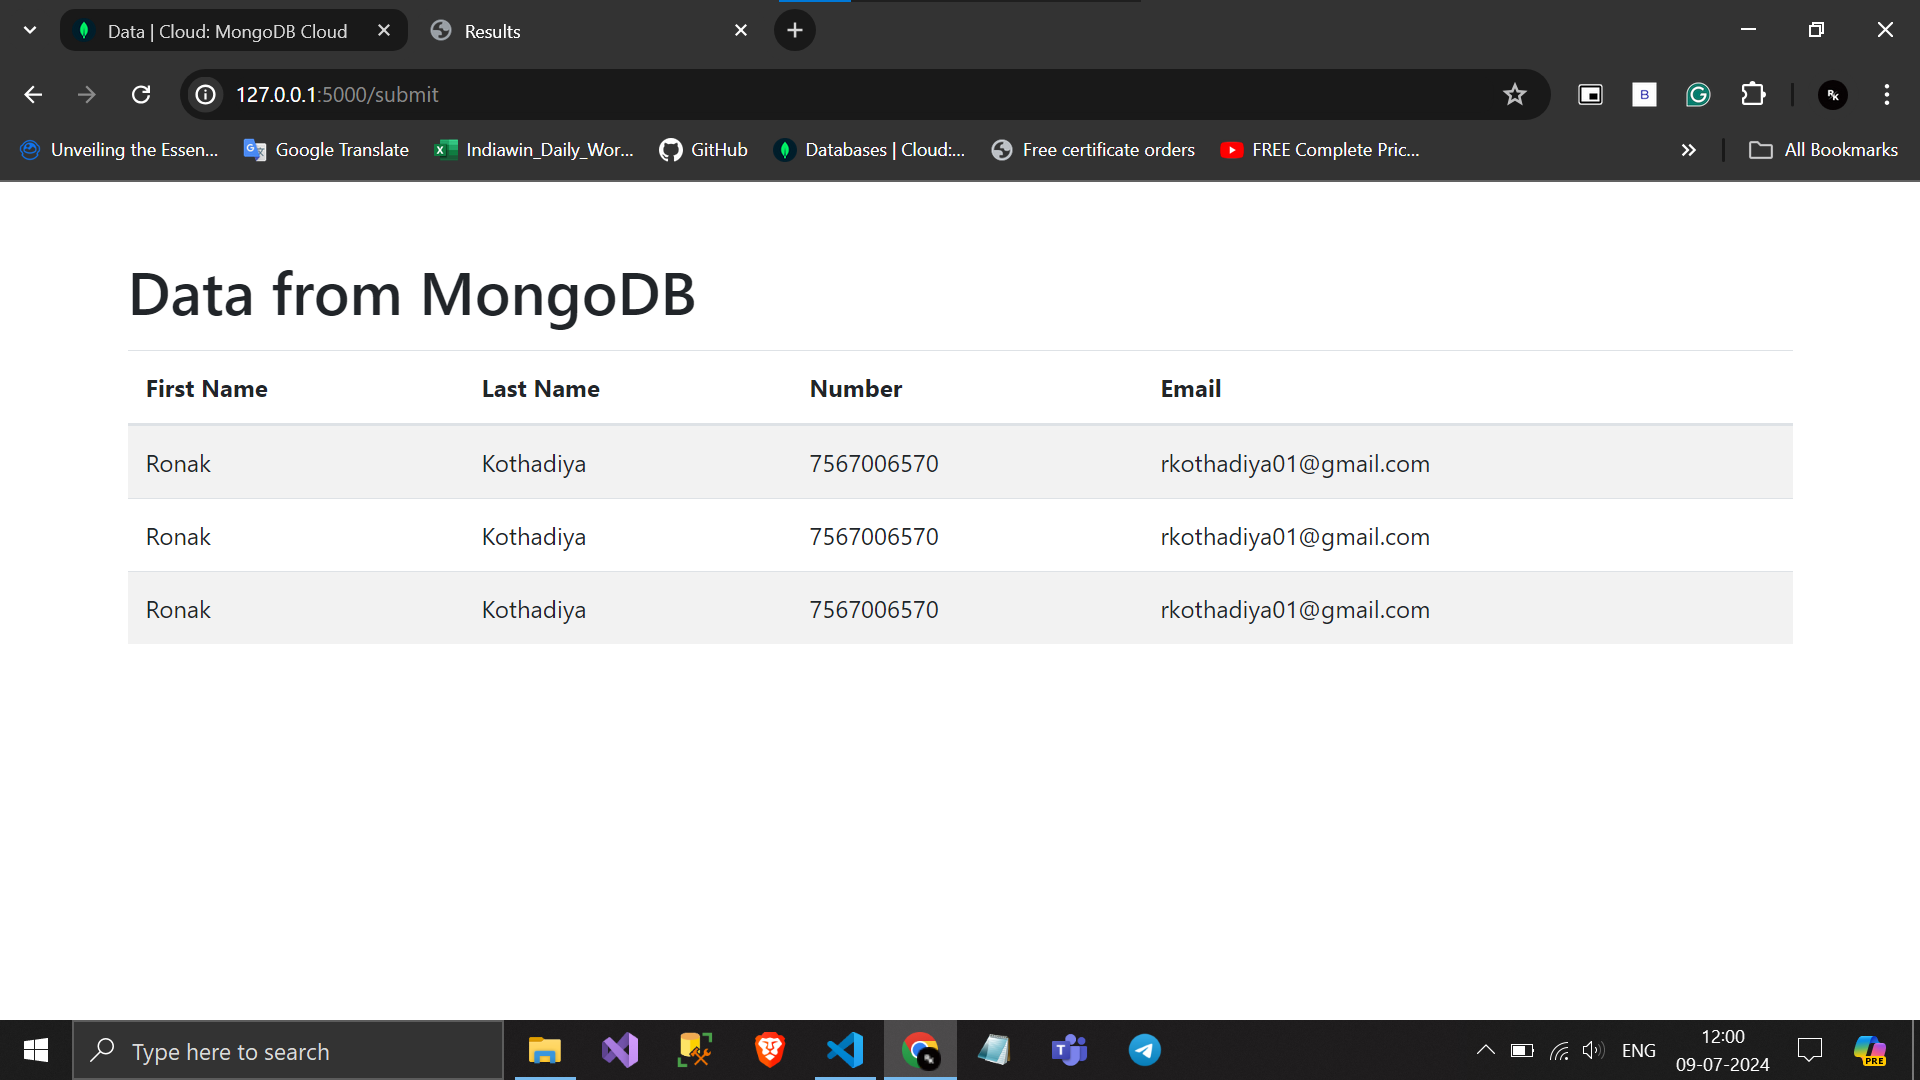 Data | Cloud: MongoDB Cloud
Results
127.0.0.1:5000/submit
B
G
RK
Unveiling the Essen...
Google Translate
Indiawin_Daily_Wor...
GitHub
Databases | Cloud:...
Free certificate orders
FREE Complete Pric...
All Bookmarks
Data from MongoDB
First Name Last Name Number Email
Ronak Kothadiya 7567006570 rkothadiya01@gmail.com
Ronak Kothadiya 7567006570 rkothadiya01@gmail.com
Ronak Kothadiya 7567006570 rkothadiya01@gmail.com
Type here to search
ENG
12:00
09-07-2024
PRE